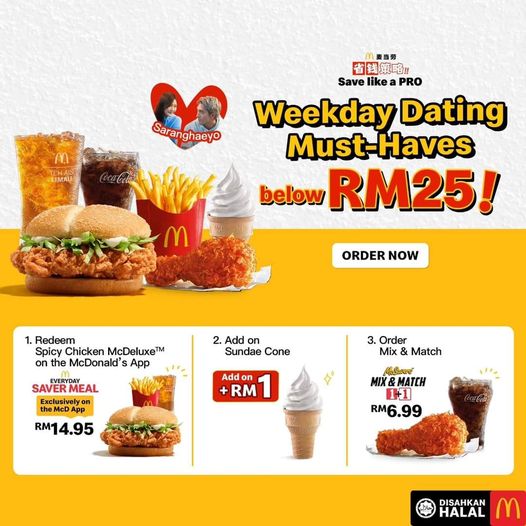 麦当劳
省钱策略!!
Save like a PRO
Weekday Dating
Must-Haves
below RM25!
Saranghaeyo
Coca-Cola
ORDER NOW
1. Redeem
Spicy Chicken McDeluxe™
on the McDonald's App
EVERYDAY
SAVER MEAL
Exclusively on
the McD App
RM14.95
2. Add on
Sundae Cone
Add on
+RM1
3. Order
Mix & Match
McSavers
MIX & MATCH
1+1
RM6.99
DISAHKAN
HALAL